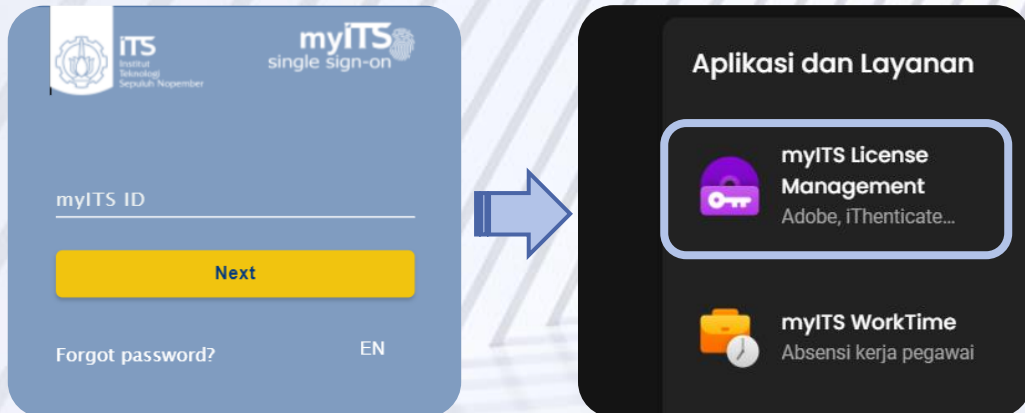 iTS
Institut
Teknologi
Sepuluh Nopember
myITS
single sign-on
myITS ID
Next
Forgot password?
EN
Aplikasi dan Layanan
myITS License
Management
Adobe, iThenticate...
myITS WorkTime
Absensi kerja pegawai